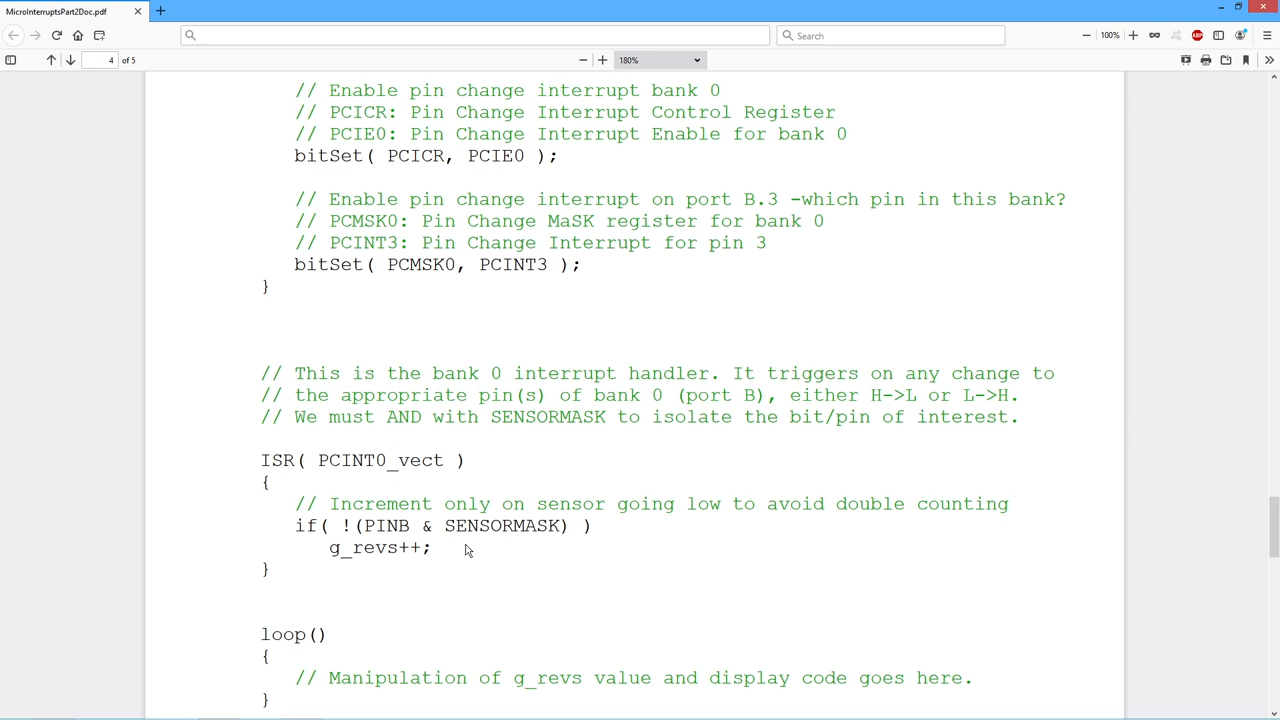 MicroInterruptsPart2Doc.pdf
Search
100%
4 of 5
180%
// Enable pin change interrupt bank 0
// PCICR: Pin Change Interrupt Control Register
// PCIE0: Pin Change Interrupt Enable for bank 0
bitSet( PCICR, PCIE0 );
// Enable pin change interrupt on port B.3 -which pin in this bank?
// PCMSK0: Pin Change MaSK register for bank 0
// PCINT3: Pin Change Interrupt for pin 3
bitSet( PCMSK0, PCINT3 );
}
// This is the bank 0 interrupt handler. It triggers on any change to
// the appropriate pin(s) of bank 0 (port B), either H->L or L->H.
// We must AND with SENSORMASK to isolate the bit/pin of interest.
ISR( PCINT0_vect )
{
// Increment only on sensor going low to avoid double counting
if( !(PINB & SENSORMASK) )
g_revs++;
}
loop()
{
// Manipulation of g_revs value and display code goes here.
}